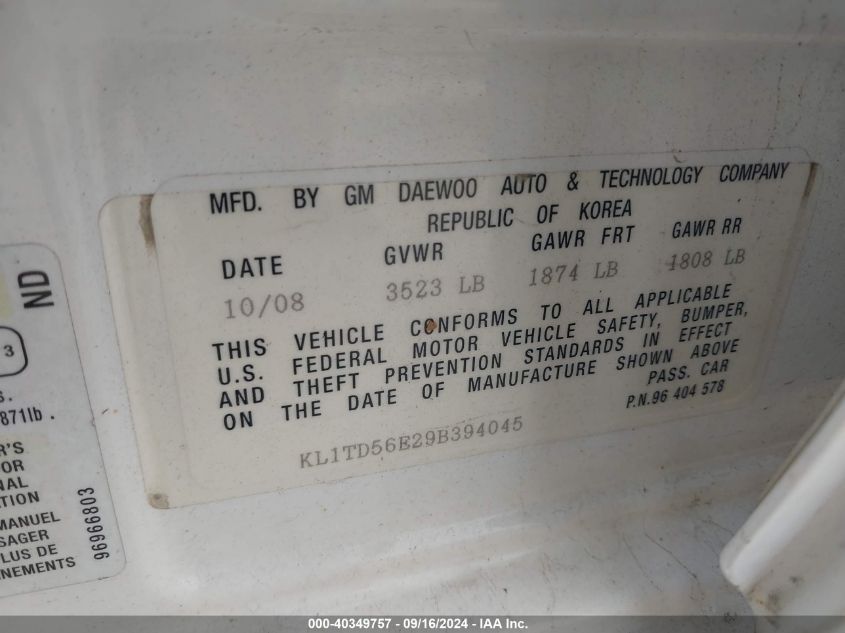 MFD. BY GM DAEWOO AUTO & TECHNOLOGY COMPANY
REPUBLIC OF KOREA
DATE GVWR GAWR FRT GAWR RR
10/08 3523 LB 1874 LB 1808 LB
THIS VEHICLE CONFORMS TO ALL APPLICABLE
U.S. FEDERAL MOTOR VEHICLE SAFETY, BUMPER,
AND THEFT PREVENTION STANDARDS IN EFFECT
ON THE DATE OF MANUFACTURE SHOWN ABOVE
PASS. CAR
P.N.96 404 578
KL1TD56E29B394045
ND
3
S.
871lb.
R'S
OR
NAL
TION
MANUEL
SAGER
LUS DE
NEMENTS
96966803
000-40349757 - 09/16/2024 - IAA Inc.